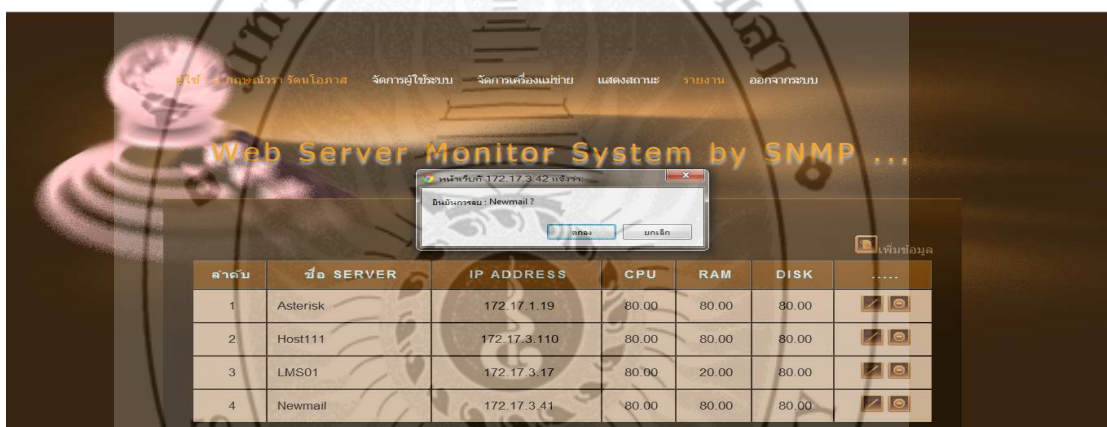 ผู้ใช้ : กฤษณ์วรา รัตนโอภาส จัดการผู้ใช้ระบบ จัดการเครื่องแม่ข่าย แสดงสถานะ รายงาน ออกจากระบบ
Web Server Monitor System by SNMP ...
หน้าเว็บที่ 172.17.3.42 แจ้งว่า:
ยืนยันการลบ : Newmail ?
ตกลง ยกเลิก
เพิ่มข้อมูล
ลำดับ ชื่อ SERVER IP ADDRESS CPU RAM DISK .....
1 Asterisk 172.17.1.19 80.00 80.00 80.00
2 Host111 172.17.3.110 80.00 80.00 80.00
3 LMS01 172.17.3.17 80.00 20.00 80.00
4 Newmail 172.17.3.41 80.00 80.00 80.00